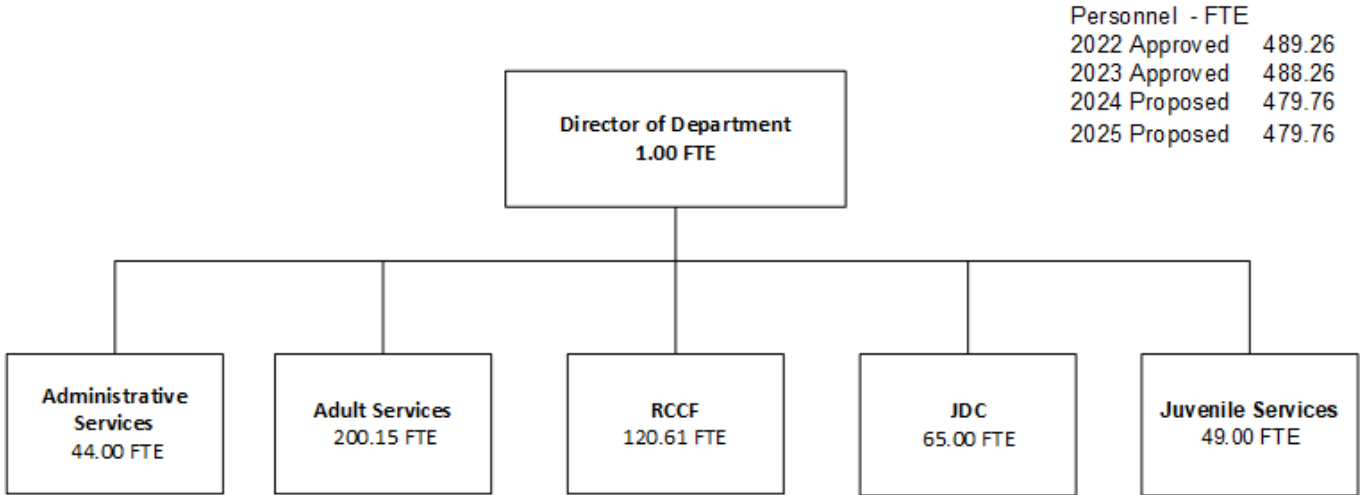 Personnel - FTE
2022 Approved 489.26
2023 Approved 488.26
2024 Proposed 479.76
2025 Proposed 479.76
Director of Department
1.00 FTE
Administrative
Services
44.00 FTE
Adult Services
200.15 FTE
RCCF
120.61 FTE
JDC
65.00 FTE
Juvenile Services
49.00 FTE